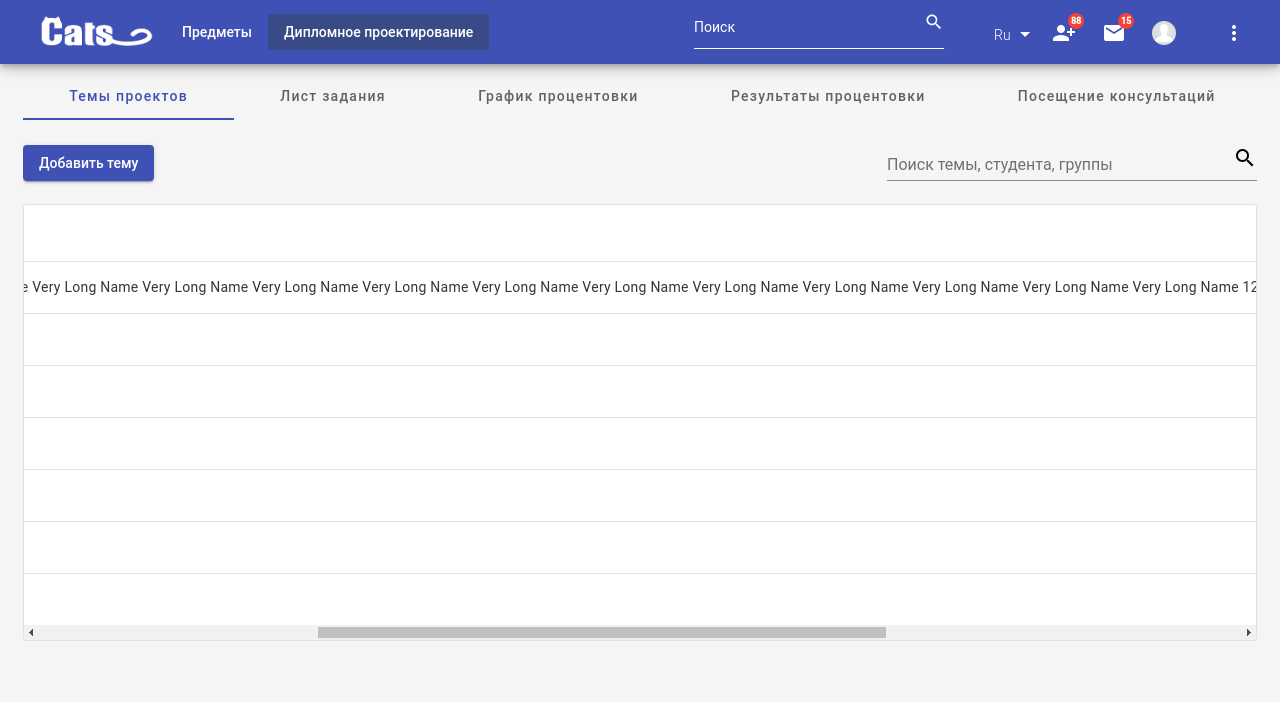 Cats
Предметы
Дипломное проектирование
Поиск
Ru
88
15
Темы проектов
Лист задания
График процентовки
Результаты процентовки
Посещение консультаций
Добавить тему
Поиск темы, студента, группы
Very Long Name Very Long Name Very Long Name Very Long Name Very Long Name Very Long Name Very Long Name Very Long Name Very Long Name Very Long Name Very Long Name 12